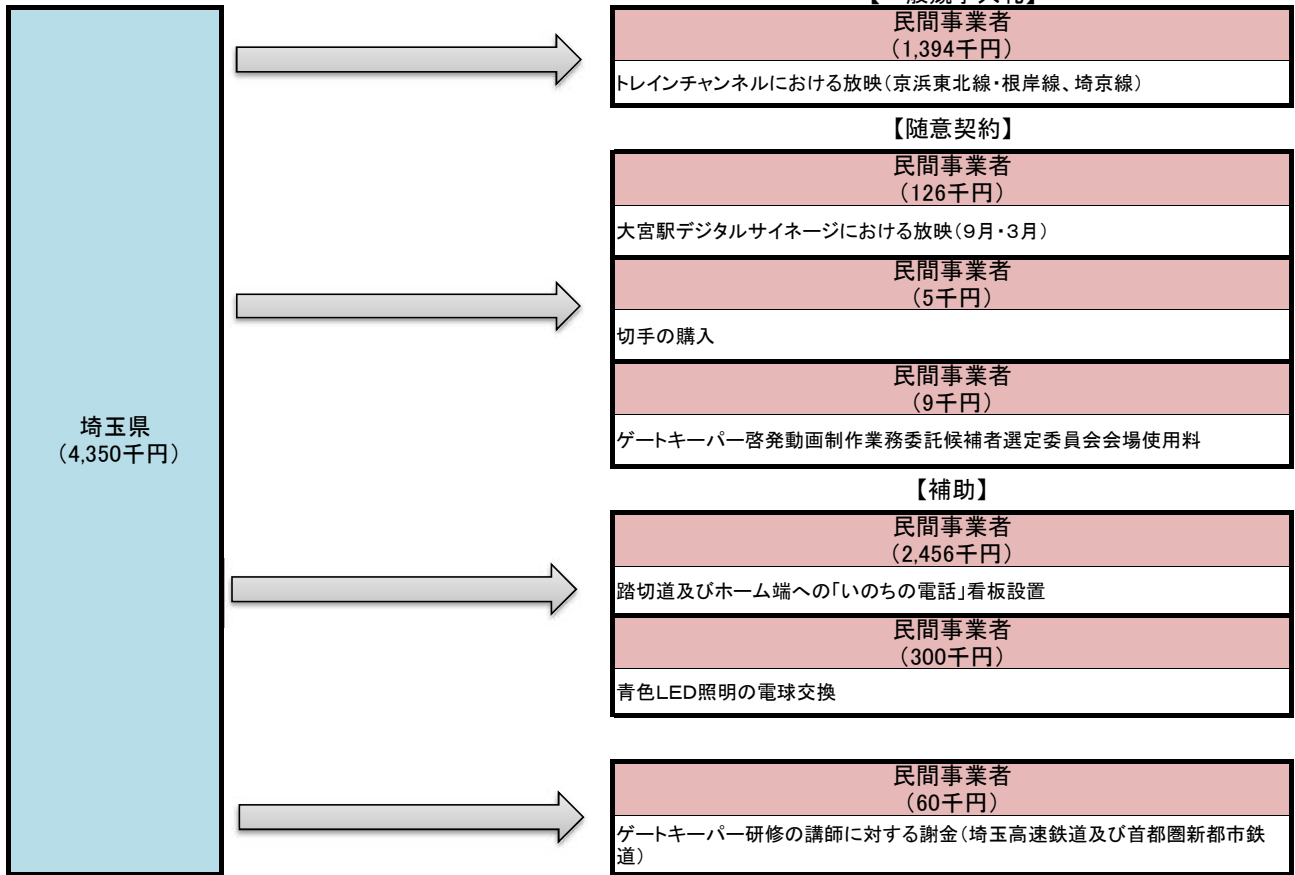 民間事業者
（1,394千円）
トレインチャンネルにおける放映（京浜東北線・根岸線、埼京線）
【随意契約】
民間事業者
（126千円）
大宮駅デジタルサイネージにおける放映（９月・３月）
民間事業者
（5千円）
切手の購入
民間事業者
（9千円）
ゲートキーパー啓発動画制作業務委託候補者選定委員会会場使用料
埼玉県
（4,350千円）
【補助】
民間事業者
（2,456千円）
踏切道及びホーム端への「いのちの電話」看板設置
民間事業者
（300千円）
青色ＬＥＤ照明の電球交換
民間事業者
（60千円）
ゲートキーパー研修の講師に対する謝金（埼玉高速鉄道及び首都圏新都市鉄
道）